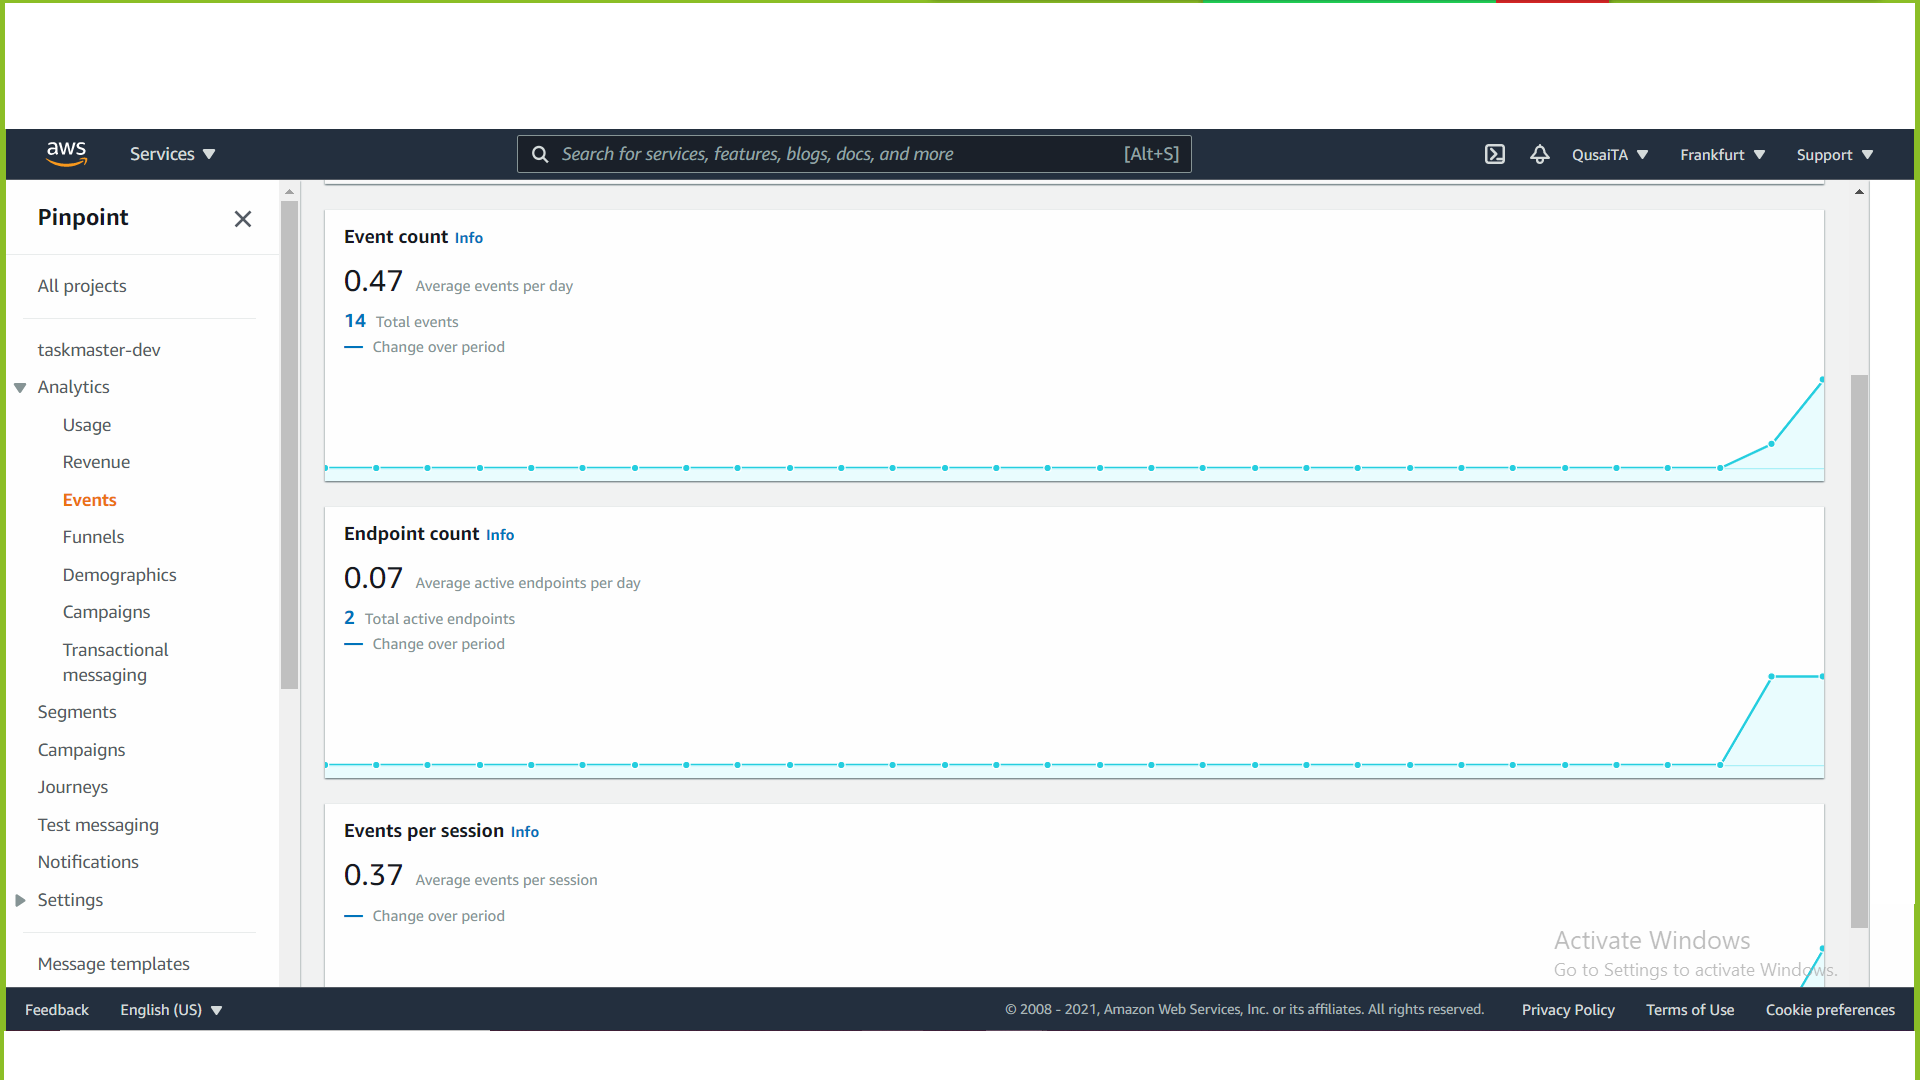 aws
Services
Search for services, features, blogs, docs, and more [Alt+S]
QusaiTA
Frankfurt
Support
Pinpoint
All projects
taskmaster-dev
Analytics
Usage
Revenue
Events
Funnels
Demographics
Campaigns
Transactional
messaging
Segments
Campaigns
Journeys
Test messaging
Notifications
Settings
Message templates
Event count Info
0.47 Average events per day
14 Total events
Change over period
Endpoint count Info
0.07 Average active endpoints per day
2 Total active endpoints
Change over period
Events per session Info
0.37 Average events per session
Change over period
Activate Windows
Go to Settings to activate Windows.
Feedback
English (US)
© 2008 - 2021, Amazon Web Services, Inc. or its affiliates. All rights reserved.
Privacy Policy
Terms of Use
Cookie preferences